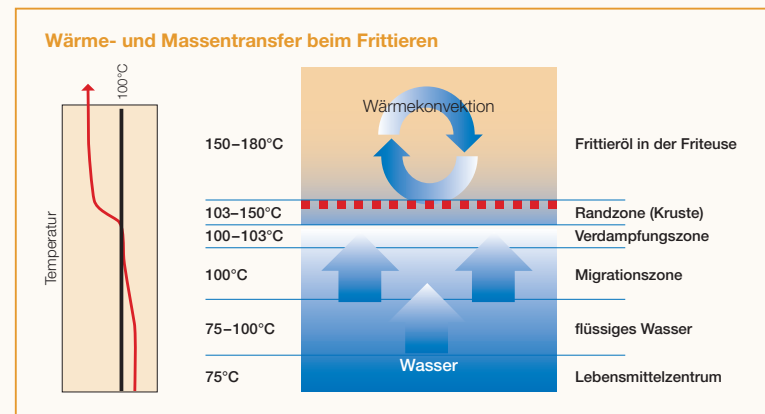 Wärme- und Massentransfer beim Frittieren
100°C
Temperatur
Wärmekonvektion
150–180°C
Frittieröl in der Friteuse
103–150°C
Randzone (Kruste)
100–103°C
Verdampfungszone
100°C
Migrationszone
75–100°C
flüssiges Wasser
Wasser
75°C
Lebensmittelzentrum